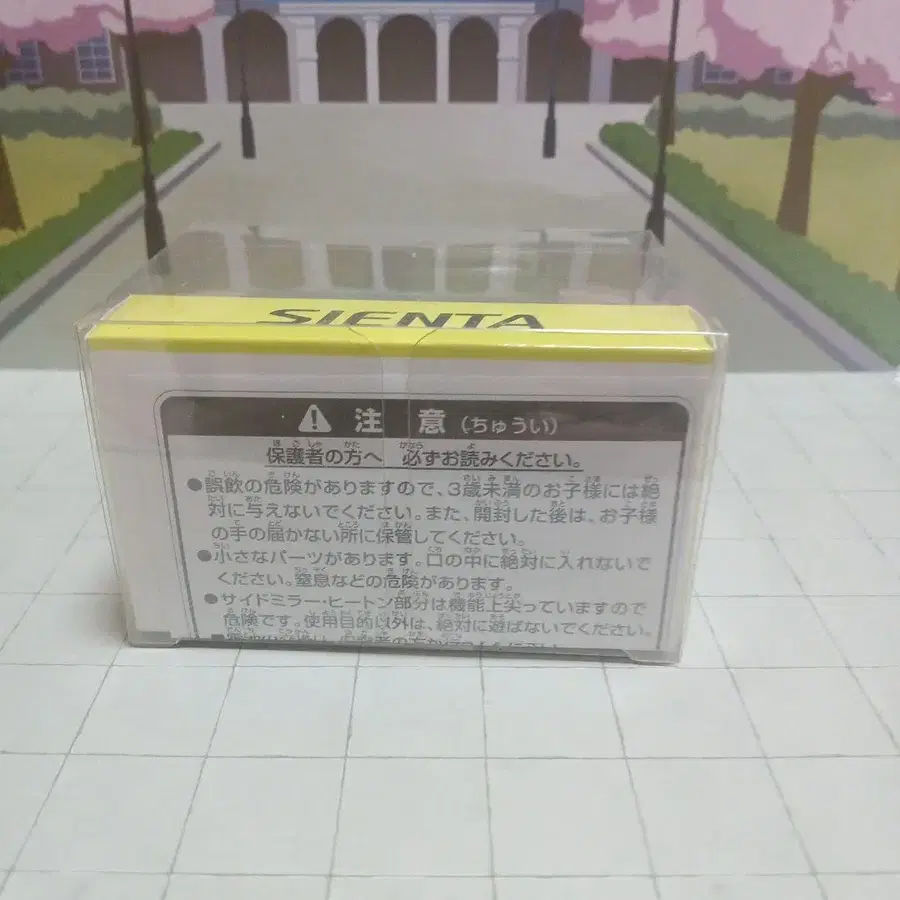 SIENTA
注 意 (ちゅうい)
保護者の方へ 必ずお読みください。
●誤飲の危険がありますので、3歳未満のお子様には絶
対に与えないでください。また、開封した後は、お子様
の手の届かない所に保管してください。
●小さなパーツがあります。口の中に絶対に入れないで
ください。窒息などの危険があります。
●サイドミラー・ヒートン部分は機能上尖っていますので
危険です。使用目的以外は、絶対に遊ばないでください。